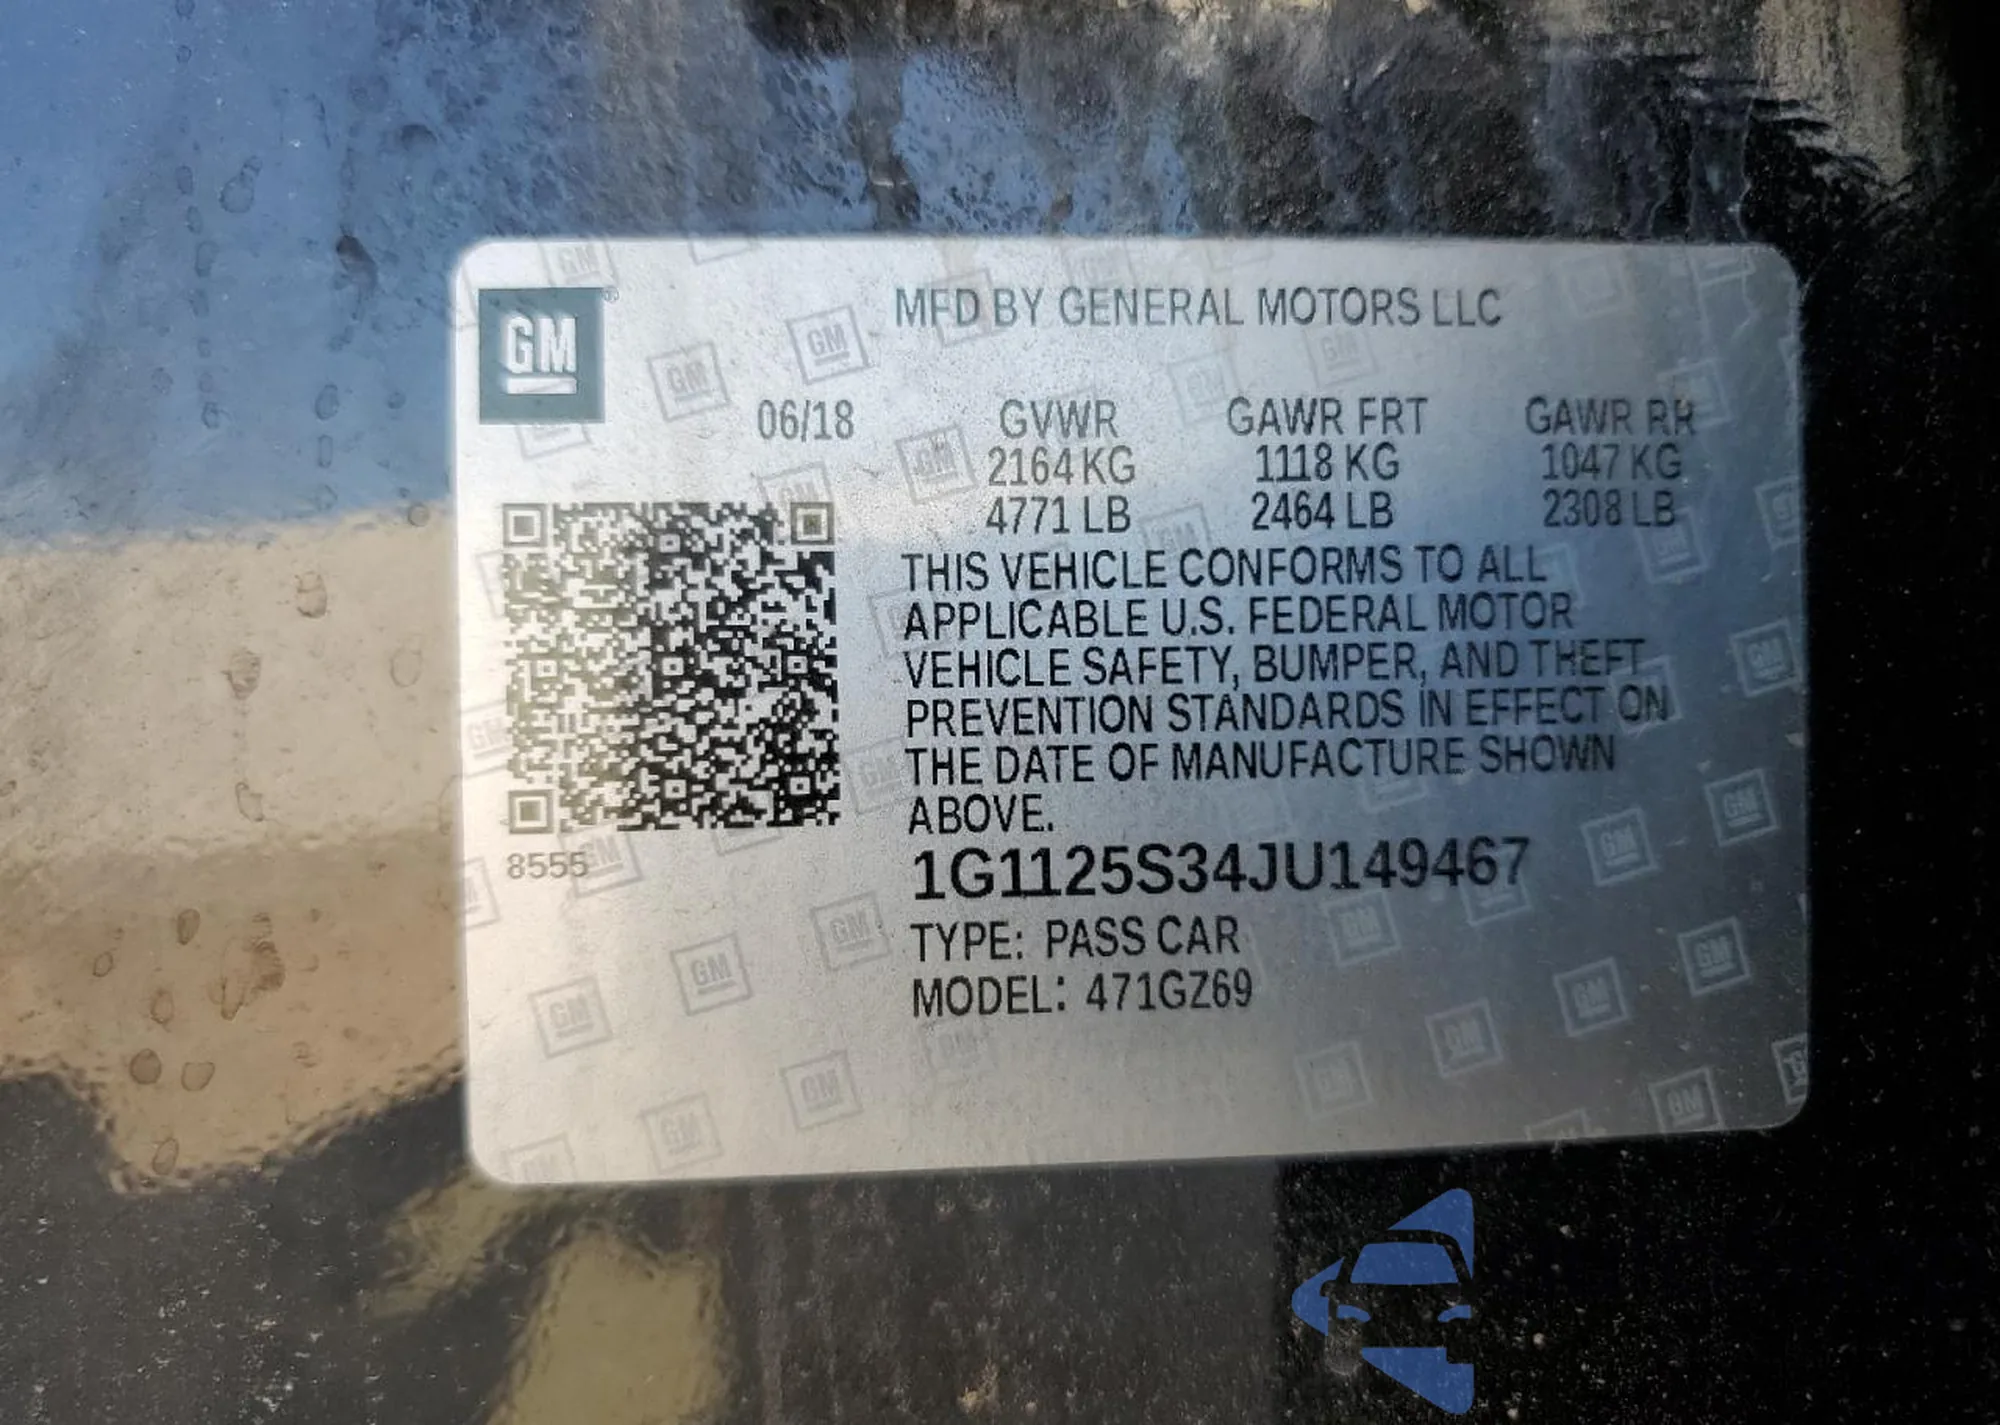 GM
MFD BY GENERAL MOTORS LLC
06/18 GVWR GAWR FRT GAWR RR
2164 KG 1118 KG 1047 KG
4771 LB 2464 LB 2308 LB
THIS VEHICLE CONFORMS TO ALL
APPLICABLE U.S. FEDERAL MOTOR
VEHICLE SAFETY, BUMPER, AND THEFT
PREVENTION STANDARDS IN EFFECT ON
THE DATE OF MANUFACTURE SHOWN
ABOVE.
8555
1G1125S34JU149467
TYPE: PASS CAR
MODEL: 471GZ69